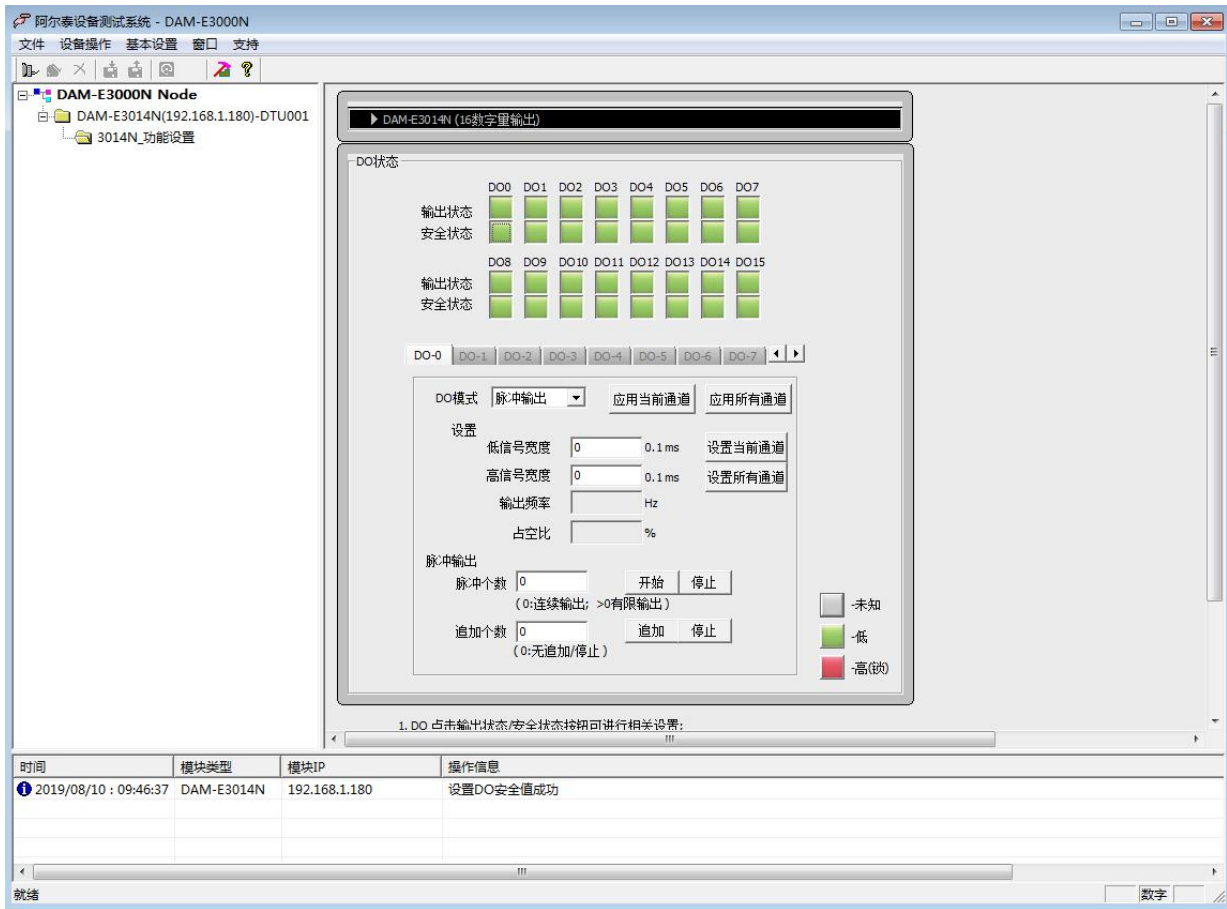 阿尔泰设备测试系统 - DAM-E3000N
文件 设备操作 基本设置 窗口 支持
DAM-E3000N Node
DAM-E3014N(192.168.1.180)-DTU001
3014N_功能设置
DAM-E3014N (16数字量输出)
DO状态
DO0 DO1 DO2 DO3 DO4 DO5 DO6 DO7
输出状态
安全状态
DO8 DO9 DO10 DO11 DO12 DO13 DO14 DO15
输出状态
安全状态
DO-0 DO-1 DO-2 DO-3 DO-4 DO-5 DO-6 DO-7
DO模式 脉冲输出 应用当前通道 应用所有通道
设置
低信号宽度 0 0.1 ms 设置当前通道
高信号宽度 0 0.1 ms 设置所有通道
输出频率 Hz
占空比 %
脉冲输出
脉冲个数 0 开始 停止
(0:连续输出; >0有限输出)
追加个数 0 追加 停止
(0:无追加/停止)
-未知
-低
-高(锁)
1. DO 点击输出状态/安全状态按钮可进行相关设置;
时间 模块类型 模块IP 操作信息
2019/08/10 : 09:46:37 DAM-E3014N 192.168.1.180 设置DO安全值成功
就绪 数字